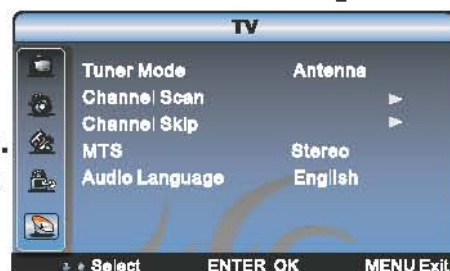 TV
Tuner Mode Antenna
Channel Scan
Channel Skip
MTS Stereo
Audio Language English
Select ENTER OK MENU Exit